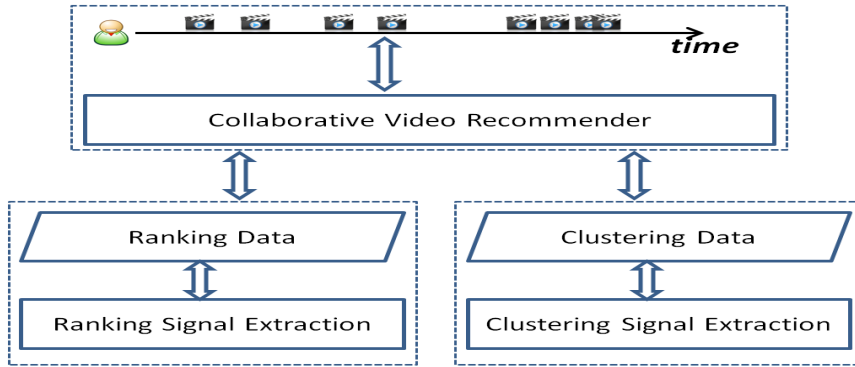 time
Collaborative Video Recommender
Ranking Data
Clustering Data
Ranking Signal Extraction
Clustering Signal Extraction